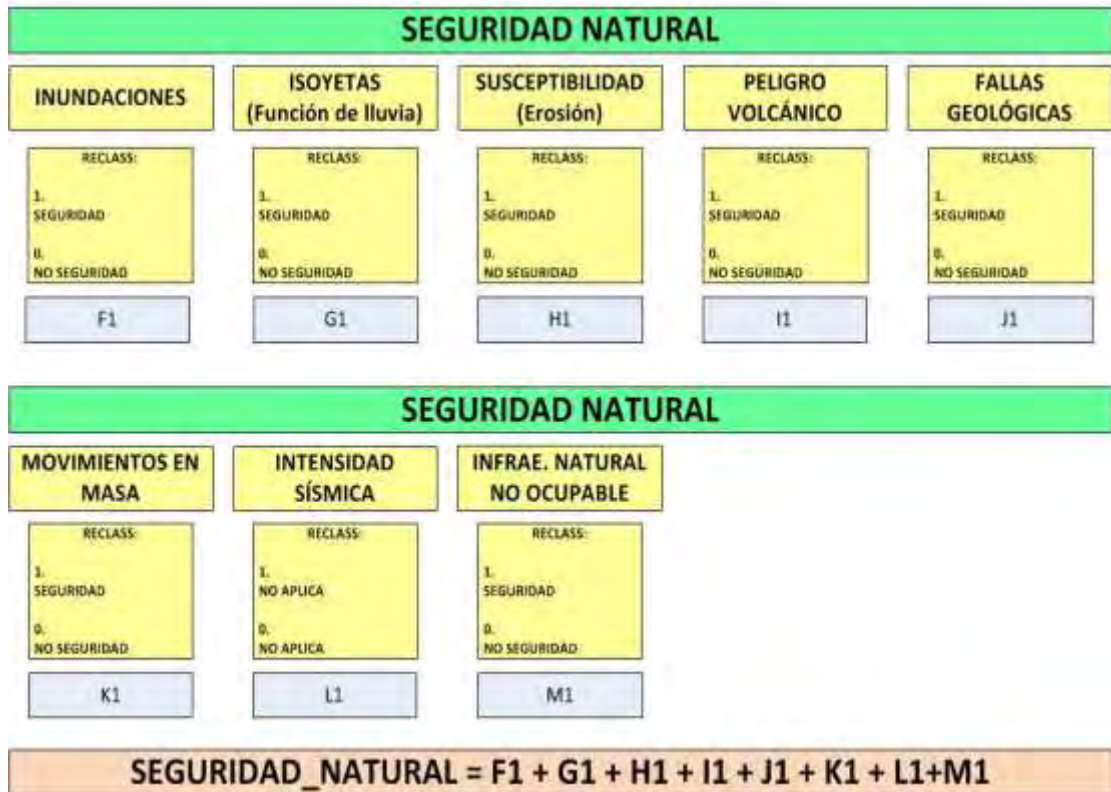 SEGURIDAD NATURAL
INUNDACIONES
RECLASS:
1.
SEGURIDAD
0.
NO SEGURIDAD
F1
ISOYETAS
(Función de lluvia)
RECLASS:
1.
SEGURIDAD
0.
NO SEGURIDAD
G1
SUSCEPTIBILIDAD
(Erosión)
RECLASS:
1.
SEGURIDAD
0.
NO SEGURIDAD
H1
PELIGRO
VOLCÁNICO
RECLASS:
1.
SEGURIDAD
0.
NO SEGURIDAD
I1
FALLAS
GEOLÓGICAS
RECLASS:
1.
SEGURIDAD
0.
NO SEGURIDAD
J1
SEGURIDAD NATURAL
MOVIMIENTOS EN
MASA
RECLASS:
1.
SEGURIDAD
0.
NO SEGURIDAD
K1
INTENSIDAD
SÍSMICA
RECLASS:
1.
NO APLICA
0.
NO APLICA
L1
INFRAE. NATURAL
NO OCUPABLE
RECLASS:
1.
SEGURIDAD
0.
NO SEGURIDAD
M1
SEGURIDAD_NATURAL = F1 + G1 + H1 + I1 + J1 + K1 + L1+M1